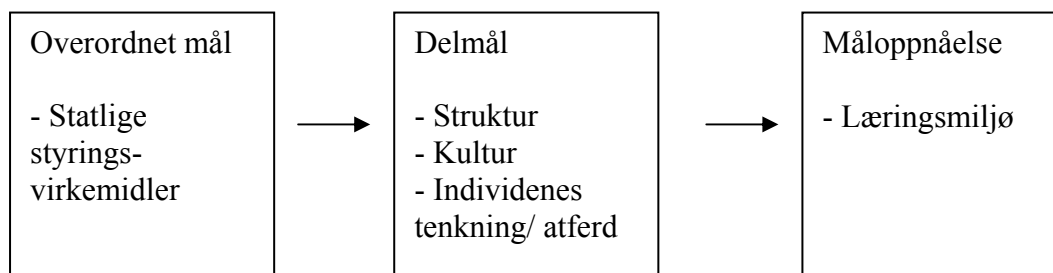 Overordnet mål
- Statlige
styrings-
virkemidler
Delmål
- Struktur
- Kultur
- Individenes
tenkning/ atferd
Måloppnåelse
- Læringsmiljø